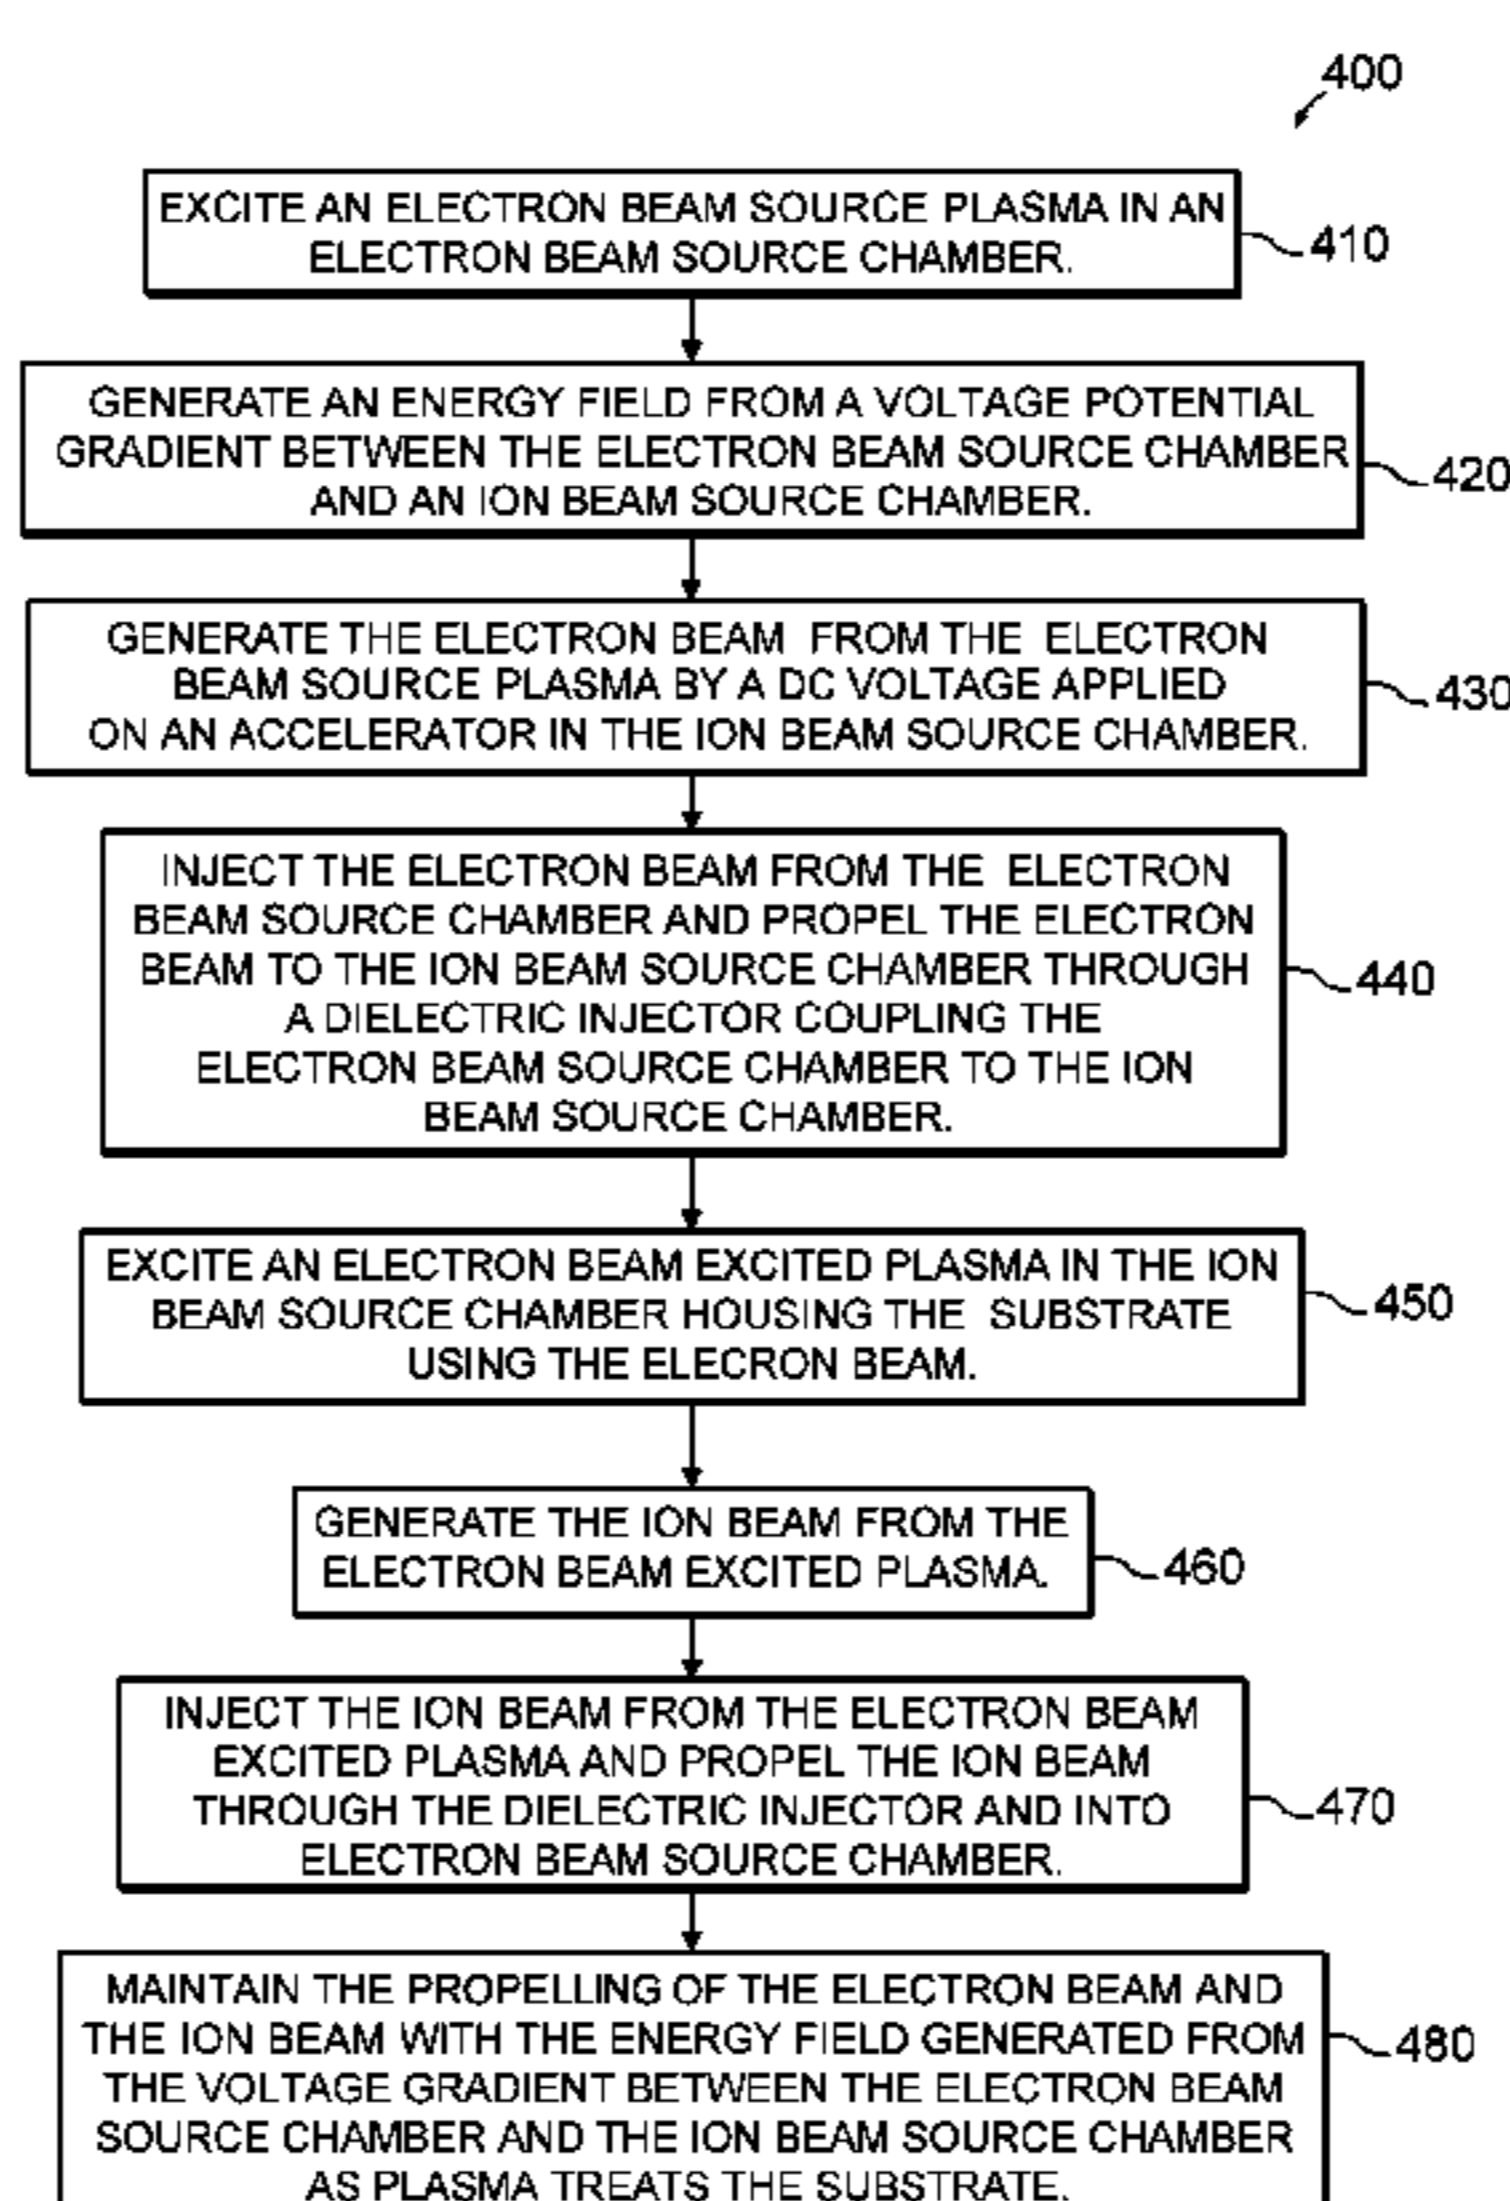 400
EXCITE AN ELECTRON BEAM SOURCE PLASMA IN AN
ELECTRON BEAM SOURCE CHAMBER.
410
GENERATE AN ENERGY FIELD FROM A VOLTAGE POTENTIAL
GRADIENT BETWEEN THE ELECTRON BEAM SOURCE CHAMBER
AND AN ION BEAM SOURCE CHAMBER.
420
GENERATE THE ELECTRON BEAM FROM THE ELECTRON
BEAM SOURCE PLASMA BY A DC VOLTAGE APPLIED
ON AN ACCELERATOR IN THE ION BEAM SOURCE CHAMBER.
430
INJECT THE ELECTRON BEAM FROM THE ELECTRON
BEAM SOURCE CHAMBER AND PROPEL THE ELECTRON
BEAM TO THE ION BEAM SOURCE CHAMBER THROUGH
A DIELECTRIC INJECTOR COUPLING THE
ELECTRON BEAM SOURCE CHAMBER TO THE ION
BEAM SOURCE CHAMBER.
440
EXCITE AN ELECTRON BEAM EXCITED PLASMA IN THE ION
BEAM SOURCE CHAMBER HOUSING THE SUBSTRATE
USING THE ELECRON BEAM.
450
GENERATE THE ION BEAM FROM THE
ELECTRON BEAM EXCITED PLASMA.
460
INJECT THE ION BEAM FROM THE ELECTRON BEAM
EXCITED PLASMA AND PROPEL THE ION BEAM
THROUGH THE DIELECTRIC INJECTOR AND INTO
ELECTRON BEAM SOURCE CHAMBER.
470
MAINTAIN THE PROPELLING OF THE ELECTRON BEAM AND
THE ION BEAM WITH THE ENERGY FIELD GENERATED FROM
THE VOLTAGE GRADIENT BETWEEN THE ELECTRON BEAM
SOURCE CHAMBER AND THE ION BEAM SOURCE CHAMBER
AS PLASMA TREATS THE SUBSTRATE.
480